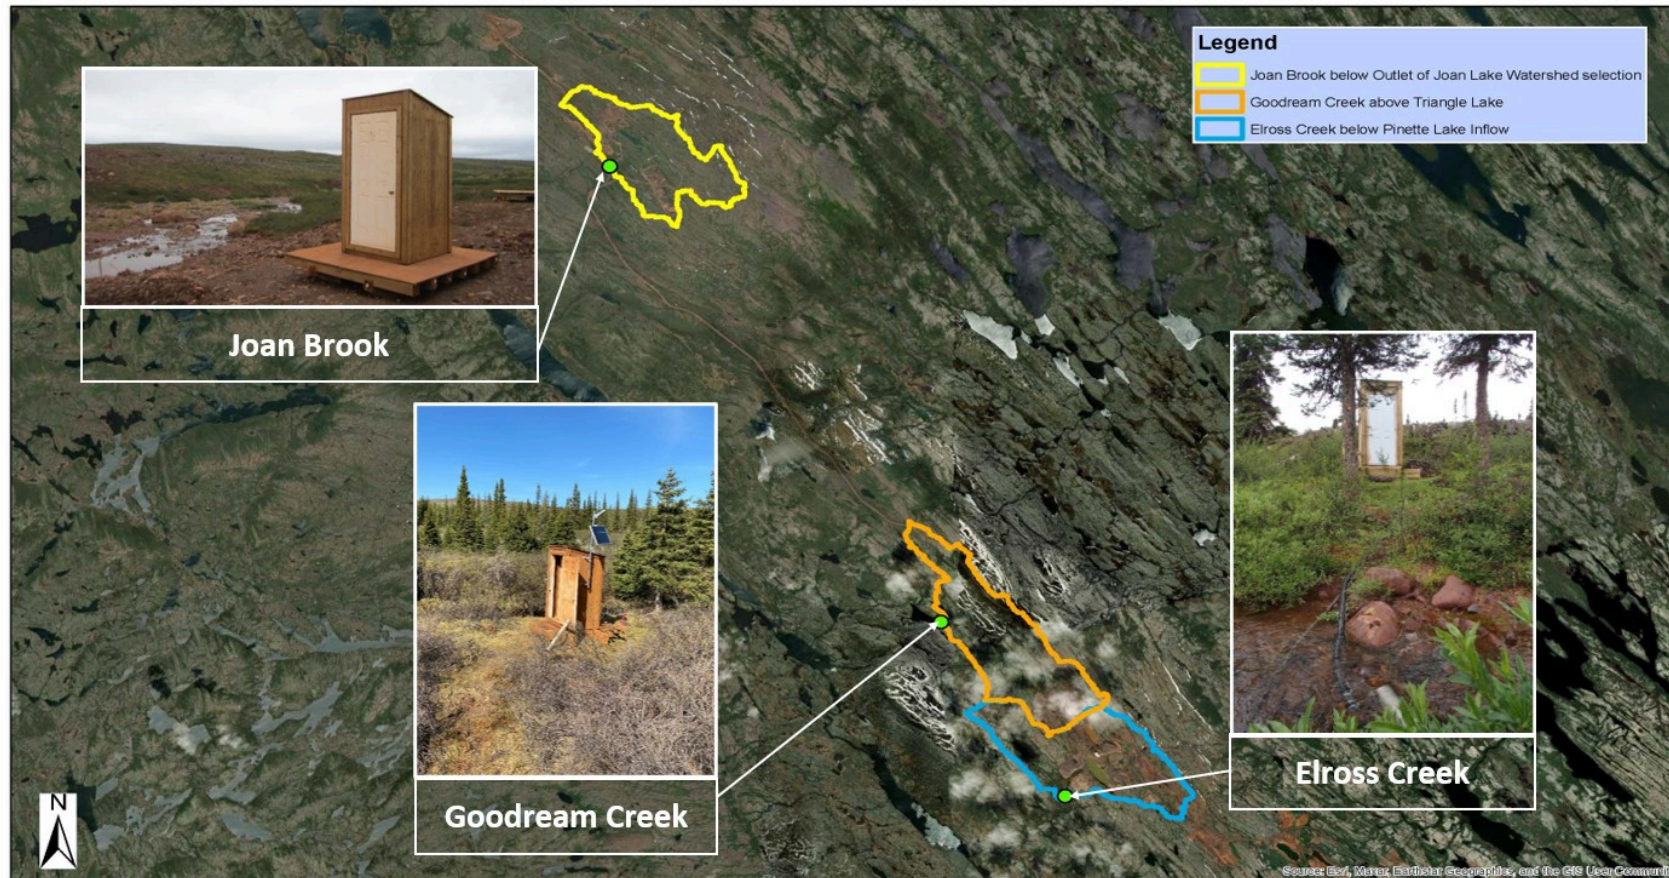 Legend
Joan Brook below Outlet of Joan Lake Watershed selection
Goodream Creek above Triangle Lake
Elross Creek below Pinette Lake Inflow
Joan Brook
Goodream Creek
Elross Creek
N
Source: Esri, Maxar, Earthstar Geographics, and the GIS User Communit